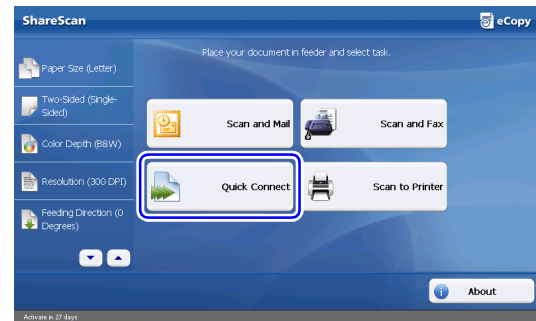 ShareScan
eCopy
Place your document in feeder and select task.
Paper Size (Letter)
Two-Sided (Single-
Sided)
Color Depth (B&W)
Resolution (300 DPI)
Feeding Direction (0
Degrees)
Scan and Mail
Scan and Fax
Quick Connect
Scan to Printer
About
Activate in 27 days